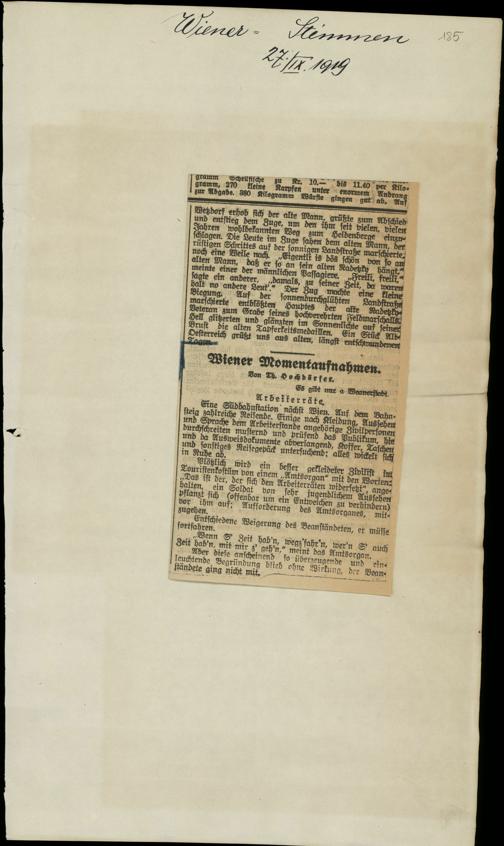 Wiener=Stimmen
185
27./IX. 1919
gramm Seefische zu Kr. 10.— bis 11.40 per Kilo-
gramm, 270 kleine Karpfen unter enormem Andrang
zur Abgabe. 380 Kilogramm Würste gingen gut ab. Auf
Wetzdorf erhob sich der alte Mann, grüßte zum Abschied
und entstieg dem Zuge, um den ihm seit vielen, vielen
Jahren wohlbekannten Weg zum Heldenberge einzu-
schlagen. Die Leute im Zuge sahen dem alten Mann, der
rüstigen Schrittes auf der sonnigen Landstraße marschierte,
noch eine Weile nach. „Eigentli is dös schön von so an
alten Mann, daß er so an sein alten Radetzky hängt,“
meinte einer der männlichen Passagiere. „Freili, freili,“
sagte ein anderer, „damals, zu seiner Zeit, da waren
halt no andere Leut'.“ Der Zug machte eine kleine
Biegung. Auf der sonnendurchglühten Landstraße
marschierte entblößten Hauptes der alte Radetzky-
Veteran zum Grabe seines hochverehrten Feldmarschalls.
Hell glitzerten und glänzten im Sonnenlichte auf seiner
Brust die alten Tapferkeitsmedaillen. Ein Stück Alt-
Oesterreich grüßt uns aus alten, längst entschwundenen
Tagen.
Wiener Momentaufnahmen.
Von Th. Hochbörfer.
Es gibt nur a Weanerstadt.
Arbeiterräte.
Eine Südbahnstation nächst Wien. Auf dem Bahn-
steig zahlreiche Reisende. Einige nach Kleidung, Aussehen
und Sprache dem Arbeiterstande angehörige Zivilpersonen
durchschreiten musternd und prüfend das Publikum, hie
und da Ausweisdokumente abverlangend, Koffer, Taschen
und sonstiges Reisegepäck untersuchend; alles wickelt sich
in Ruhe ab.
Plötzlich wird ein besser gekleideter Zivilist im
Touristenkostüm von einem „Amtsorgan“ mit den Worten:
„Das ist der, der sich den Arbeiterräten widersetzt“, ange-
halten, ein Soldat von sehr jugendlichem Aussehen
pflanzt sich (offenbar um ein Entweichen zu verhindern)
vor ihm auf; Aufforderung des Amtsorganes, mit-
zugehen.
Entschiedene Weigerung des Beanständeten, er müsse
fortfahren.
„Wenn S' Zeit hab'n, wegz'fahr'n, wer'n S' auch
Zeit hab'n, mit mir z' geh'n,“ meint das Amtsorgan.
Aber diese anscheinend so überzeugende und ein-
leuchtende Begründung blieb ohne Wirkung, der Bean-
ständete ging nicht mit.